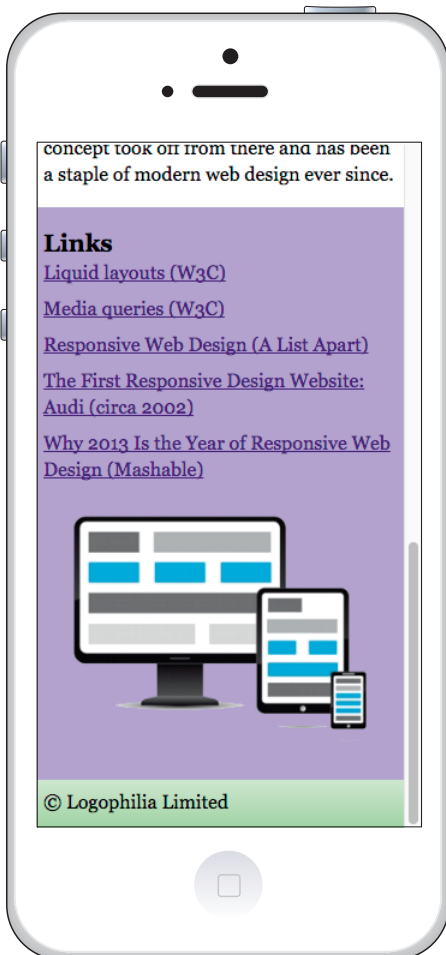 concept took off from there and has been
a staple of modern web design ever since.
Links
Liquid layouts (W3C)
Media queries (W3C)
Responsive Web Design (A List Apart)
The First Responsive Design Website:
Audi (circa 2002)
Why 2013 Is the Year of Responsive Web
Design (Mashable)
© Logophilia Limited